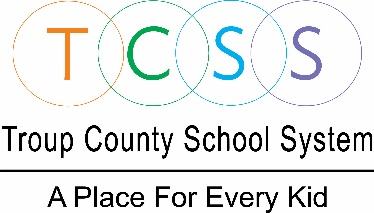 TCSS
Troup County School System
A Place For Every Kid